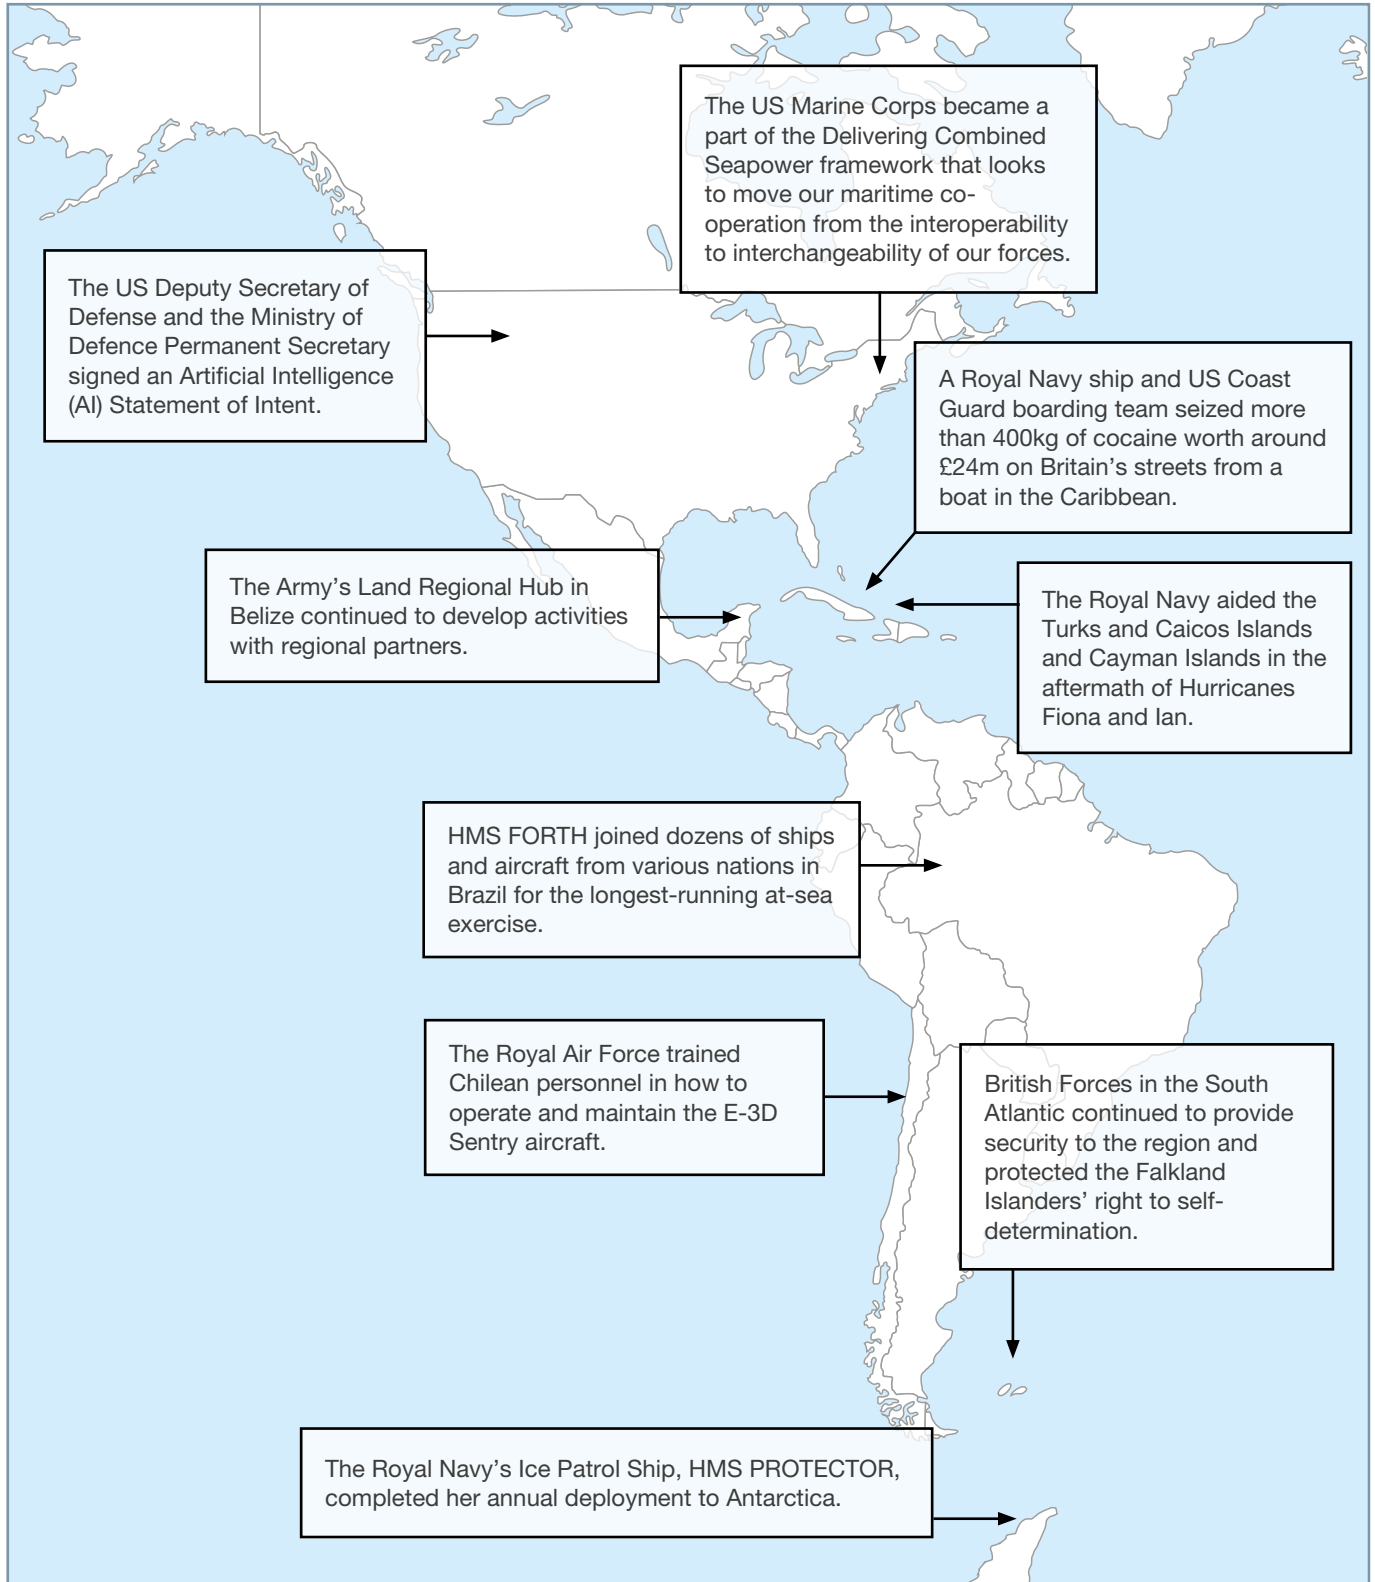 The US Marine Corps became a
part of the Delivering Combined
Seapower framework that looks
to move our maritime co-
operation from the interoperability
to interchangeability of our forces.
The US Deputy Secretary of
Defense and the Ministry of
Defence Permanent Secretary
signed an Artificial Intelligence
(AI) Statement of Intent.
A Royal Navy ship and US Coast
Guard boarding team seized more
than 400kg of cocaine worth around
£24m on Britain’s streets from a
boat in the Caribbean.
The Army’s Land Regional Hub in
Belize continued to develop activities
with regional partners.
The Royal Navy aided the
Turks and Caicos Islands
and Cayman Islands in the
aftermath of Hurricanes
Fiona and Ian.
HMS FORTH joined dozens of ships
and aircraft from various nations in
Brazil for the longest-running at-sea
exercise.
The Royal Air Force trained
Chilean personnel in how to
operate and maintain the E-3D
Sentry aircraft.
British Forces in the South
Atlantic continued to provide
security to the region and
protected the Falkland
Islanders’ right to self-
determination.
The Royal Navy’s Ice Patrol Ship, HMS PROTECTOR,
completed her annual deployment to Antarctica.